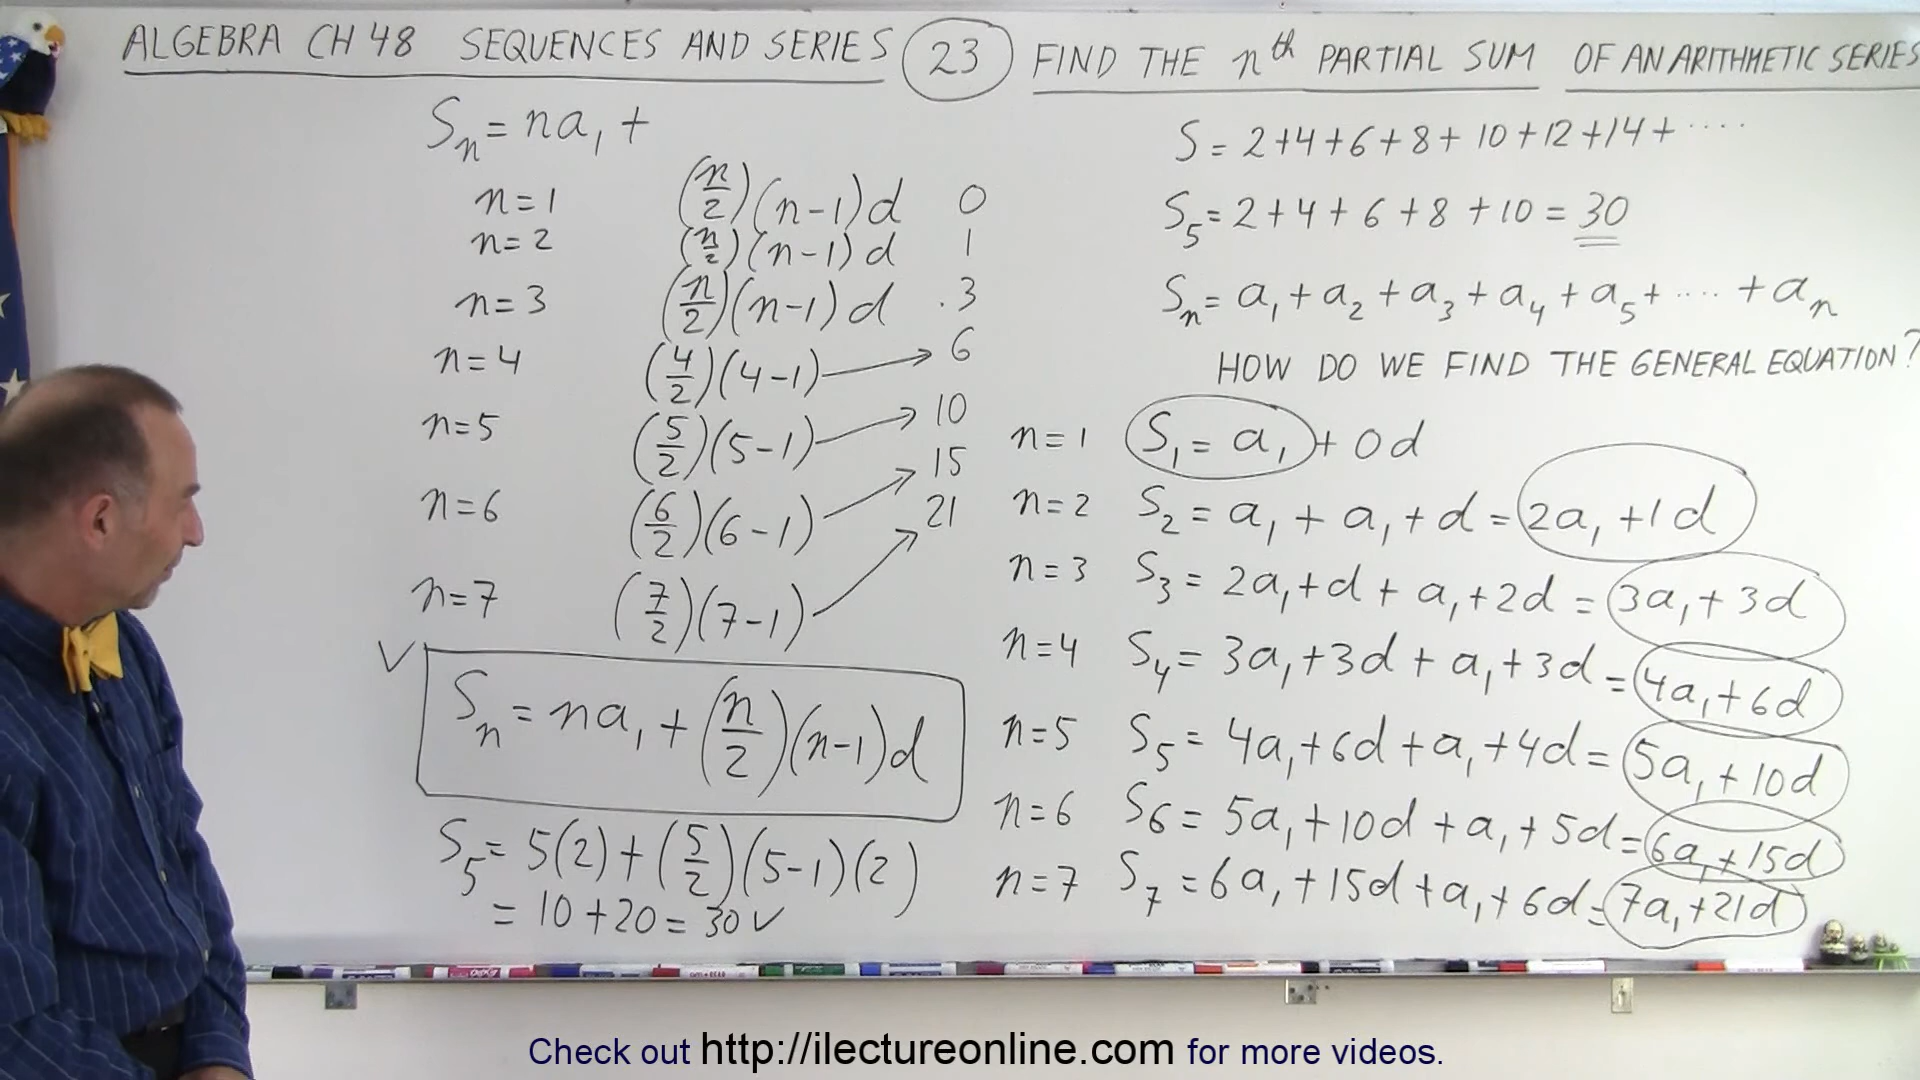 ALGEBRA CH 48 SEQUENCES AND SERIES 23 FIND THE nth PARTIAL SUM OF AN ARITHMETIC SERIES
Sₙ = na₁ +
n=1 (n/2)(n-1)d 0
n=2 (n/2)(n-1)d 1
n=3 (n/2)(n-1)d . 3
n=4 (4/2)(4-1) → 6
n=5 (5/2)(5-1) → 10
n=6 (6/2)(6-1) → 15
n=7 (7/2)(7-1) → 21
✓ Sₙ = na₁ + (n/2)(n-1)d
S₅ = 5(2) + (5/2)(5-1)(2)
= 10 + 20 = 30 ✓
S = 2+4+6+8+10+12+14+ ....
S₅ = 2+4+6+8+10 = 30
Sₙ = a₁ + a₂ + a₃ + a₄ + a₅ + .... + aₙ
HOW DO WE FIND THE GENERAL EQUATION?
n=1 S₁ = a₁ + 0d
n=2 S₂ = a₁ + a₁ + d = 2a₁ + 1d
n=3 S₃ = 2a₁ + d + a₁ + 2d = 3a₁ + 3d
n=4 S₄ = 3a₁ + 3d + a₁ + 3d = 4a₁ + 6d
n=5 S₅ = 4a₁ + 6d + a₁ + 4d = 5a₁ + 10d
n=6 S₆ = 5a₁ + 10d + a₁ + 5d = 6a₁ + 15d
n=7 S₇ = 6a₁ + 15d + a₁ + 6d = 7a₁ + 21d
Check out http://ilectureonline.com for more videos.